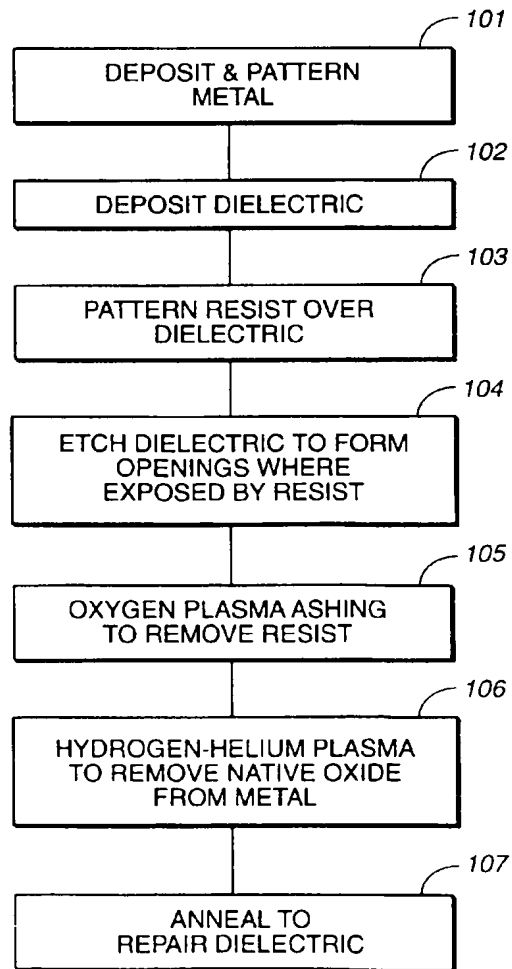 101
DEPOSIT & PATTERN
METAL
102
DEPOSIT DIELECTRIC
103
PATTERN RESIST OVER
DIELECTRIC
104
ETCH DIELECTRIC TO FORM
OPENINGS WHERE
EXPOSED BY RESIST
105
OXYGEN PLASMA ASHING
TO REMOVE RESIST
106
HYDROGEN-HELIUM PLASMA
TO REMOVE NATIVE OXIDE
FROM METAL
107
ANNEAL TO
REPAIR DIELECTRIC